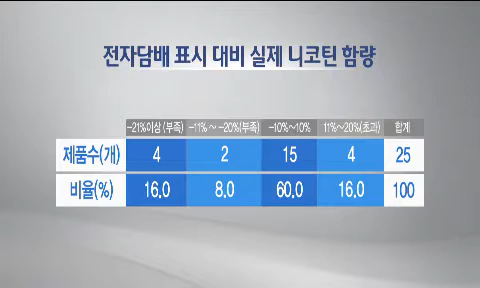 전자담배 표시 대비 실제 니코틴 함량
-21%이상 (부족) -11% ~ -20%(부족) -10%~10% 11%~20%(초과) 합계
제품수(개) 4 2 15 4 25
비율(%) 16.0 8.0 60.0 16.0 100